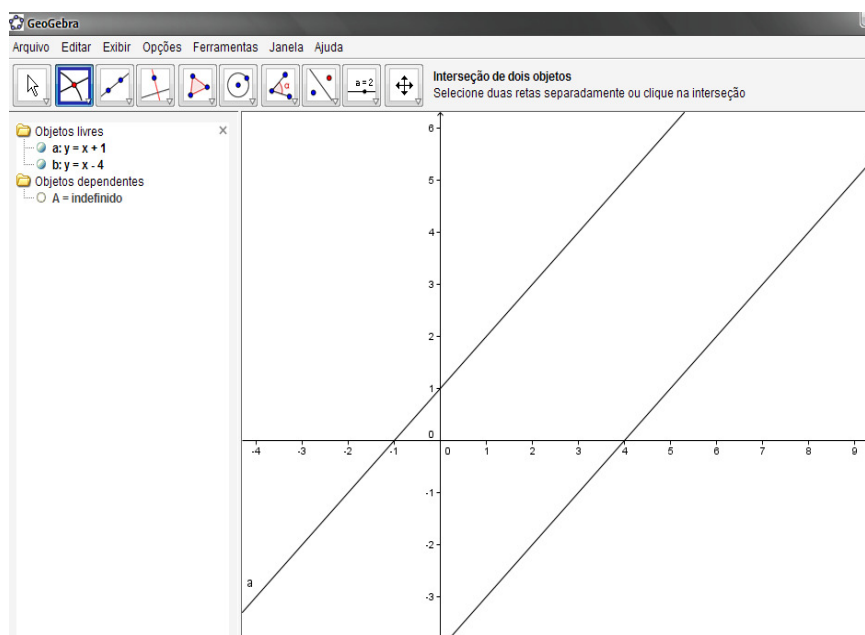 GeoGebra
Arquivo Editar Exibir Opções Ferramentas Janela Ajuda
a=2
α
Interseção de dois objetos
Selecione duas retas separadamente ou clique na interseção
Objetos livres
a: y = x + 1
b: y = x - 4
Objetos dependentes
A = indefinido
6
5
4
3
2
1
0
-4 -3 -2 -1 0 1 2 3 4 5 6 7 8 9
-1
-2
-3
a